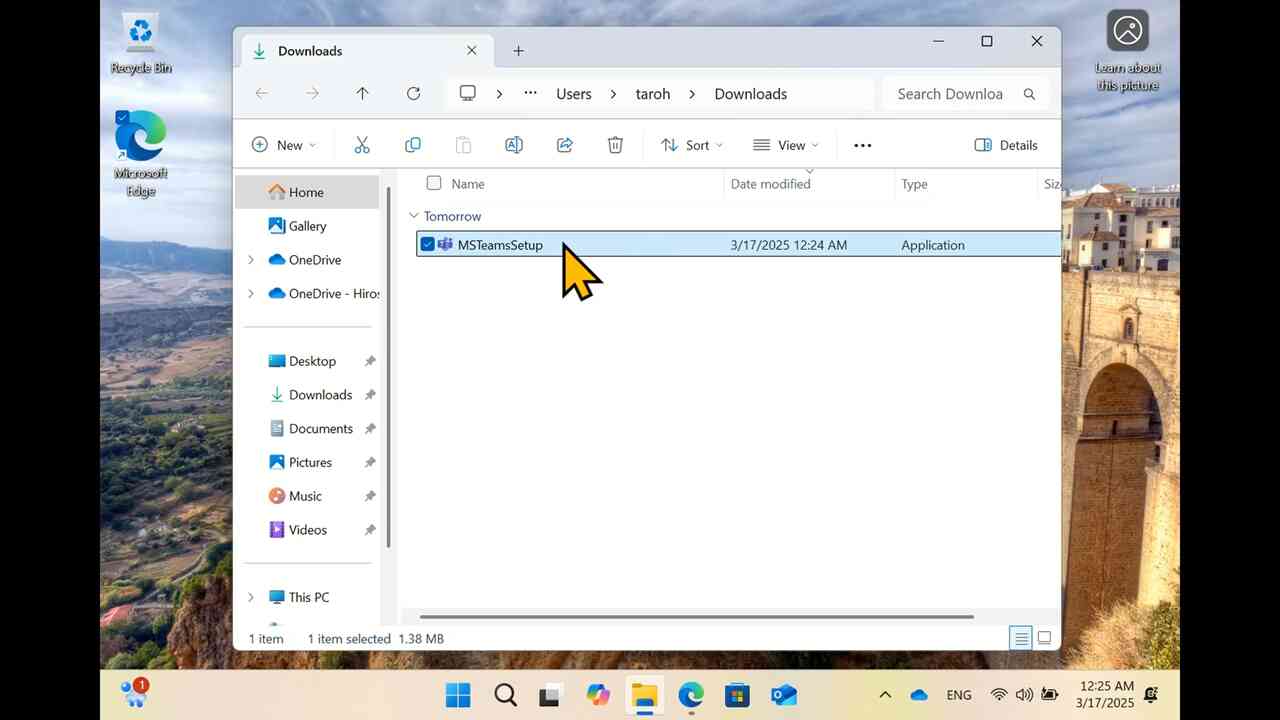 Recycle Bin
Microsoft
Edge
Learn about
this picture
Downloads
Users
taroh
Downloads
Search Downloa
New
Sort
View
Details
Name
Date modified
Type
Siz
Home
Gallery
OneDrive
OneDrive - Hiros
Desktop
Downloads
Documents
Pictures
Music
Videos
This PC
Tomorrow
MSTeamsSetup
3/17/2025 12:24 AM
Application
1 item
1 item selected 1.38 MB
1
ENG
12:25 AM
3/17/2025